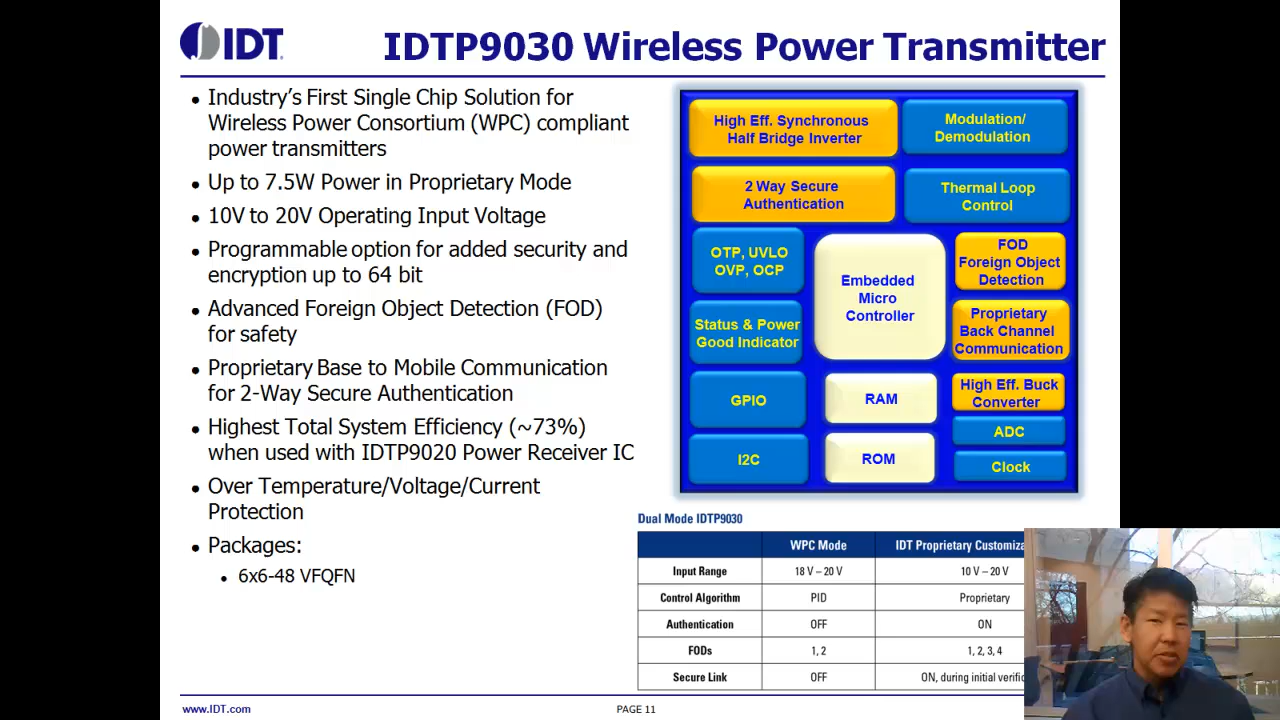 IDT
IDTP9030 Wireless Power Transmitter
• Industry's First Single Chip Solution for
Wireless Power Consortium (WPC) compliant
power transmitters
• Up to 7.5W Power in Proprietary Mode
• 10V to 20V Operating Input Voltage
• Programmable option for added security and
encryption up to 64 bit
• Advanced Foreign Object Detection (FOD)
for safety
• Proprietary Base to Mobile Communication
for 2-Way Secure Authentication
• Highest Total System Efficiency (~73%)
when used with IDTP9020 Power Receiver IC
• Over Temperature/Voltage/Current
Protection
• Packages:
• 6x6-48 VFQFN
High Eff. Synchronous
Half Bridge Inverter
Modulation/
Demodulation
2 Way Secure
Authentication
Thermal Loop
Control
OTP, UVLO
OVP, OCP
Embedded
Micro
Controller
FOD
Foreign Object
Detection
Status & Power
Good Indicator
Proprietary
Back Channel
Communication
GPIO
RAM
High Eff. Buck
Converter
ADC
I2C
ROM
Clock
Dual Mode IDTP9030
WPC Mode IDT Proprietary
Input Range 18 V – 20 V 10 V – 20 V
Control Algorithm PID Proprietary
Authentication OFF ON
FODs 1, 2 1, 2, 3, 4
Secure Link OFF ON, during initial
www.IDT.com
PAGE 11